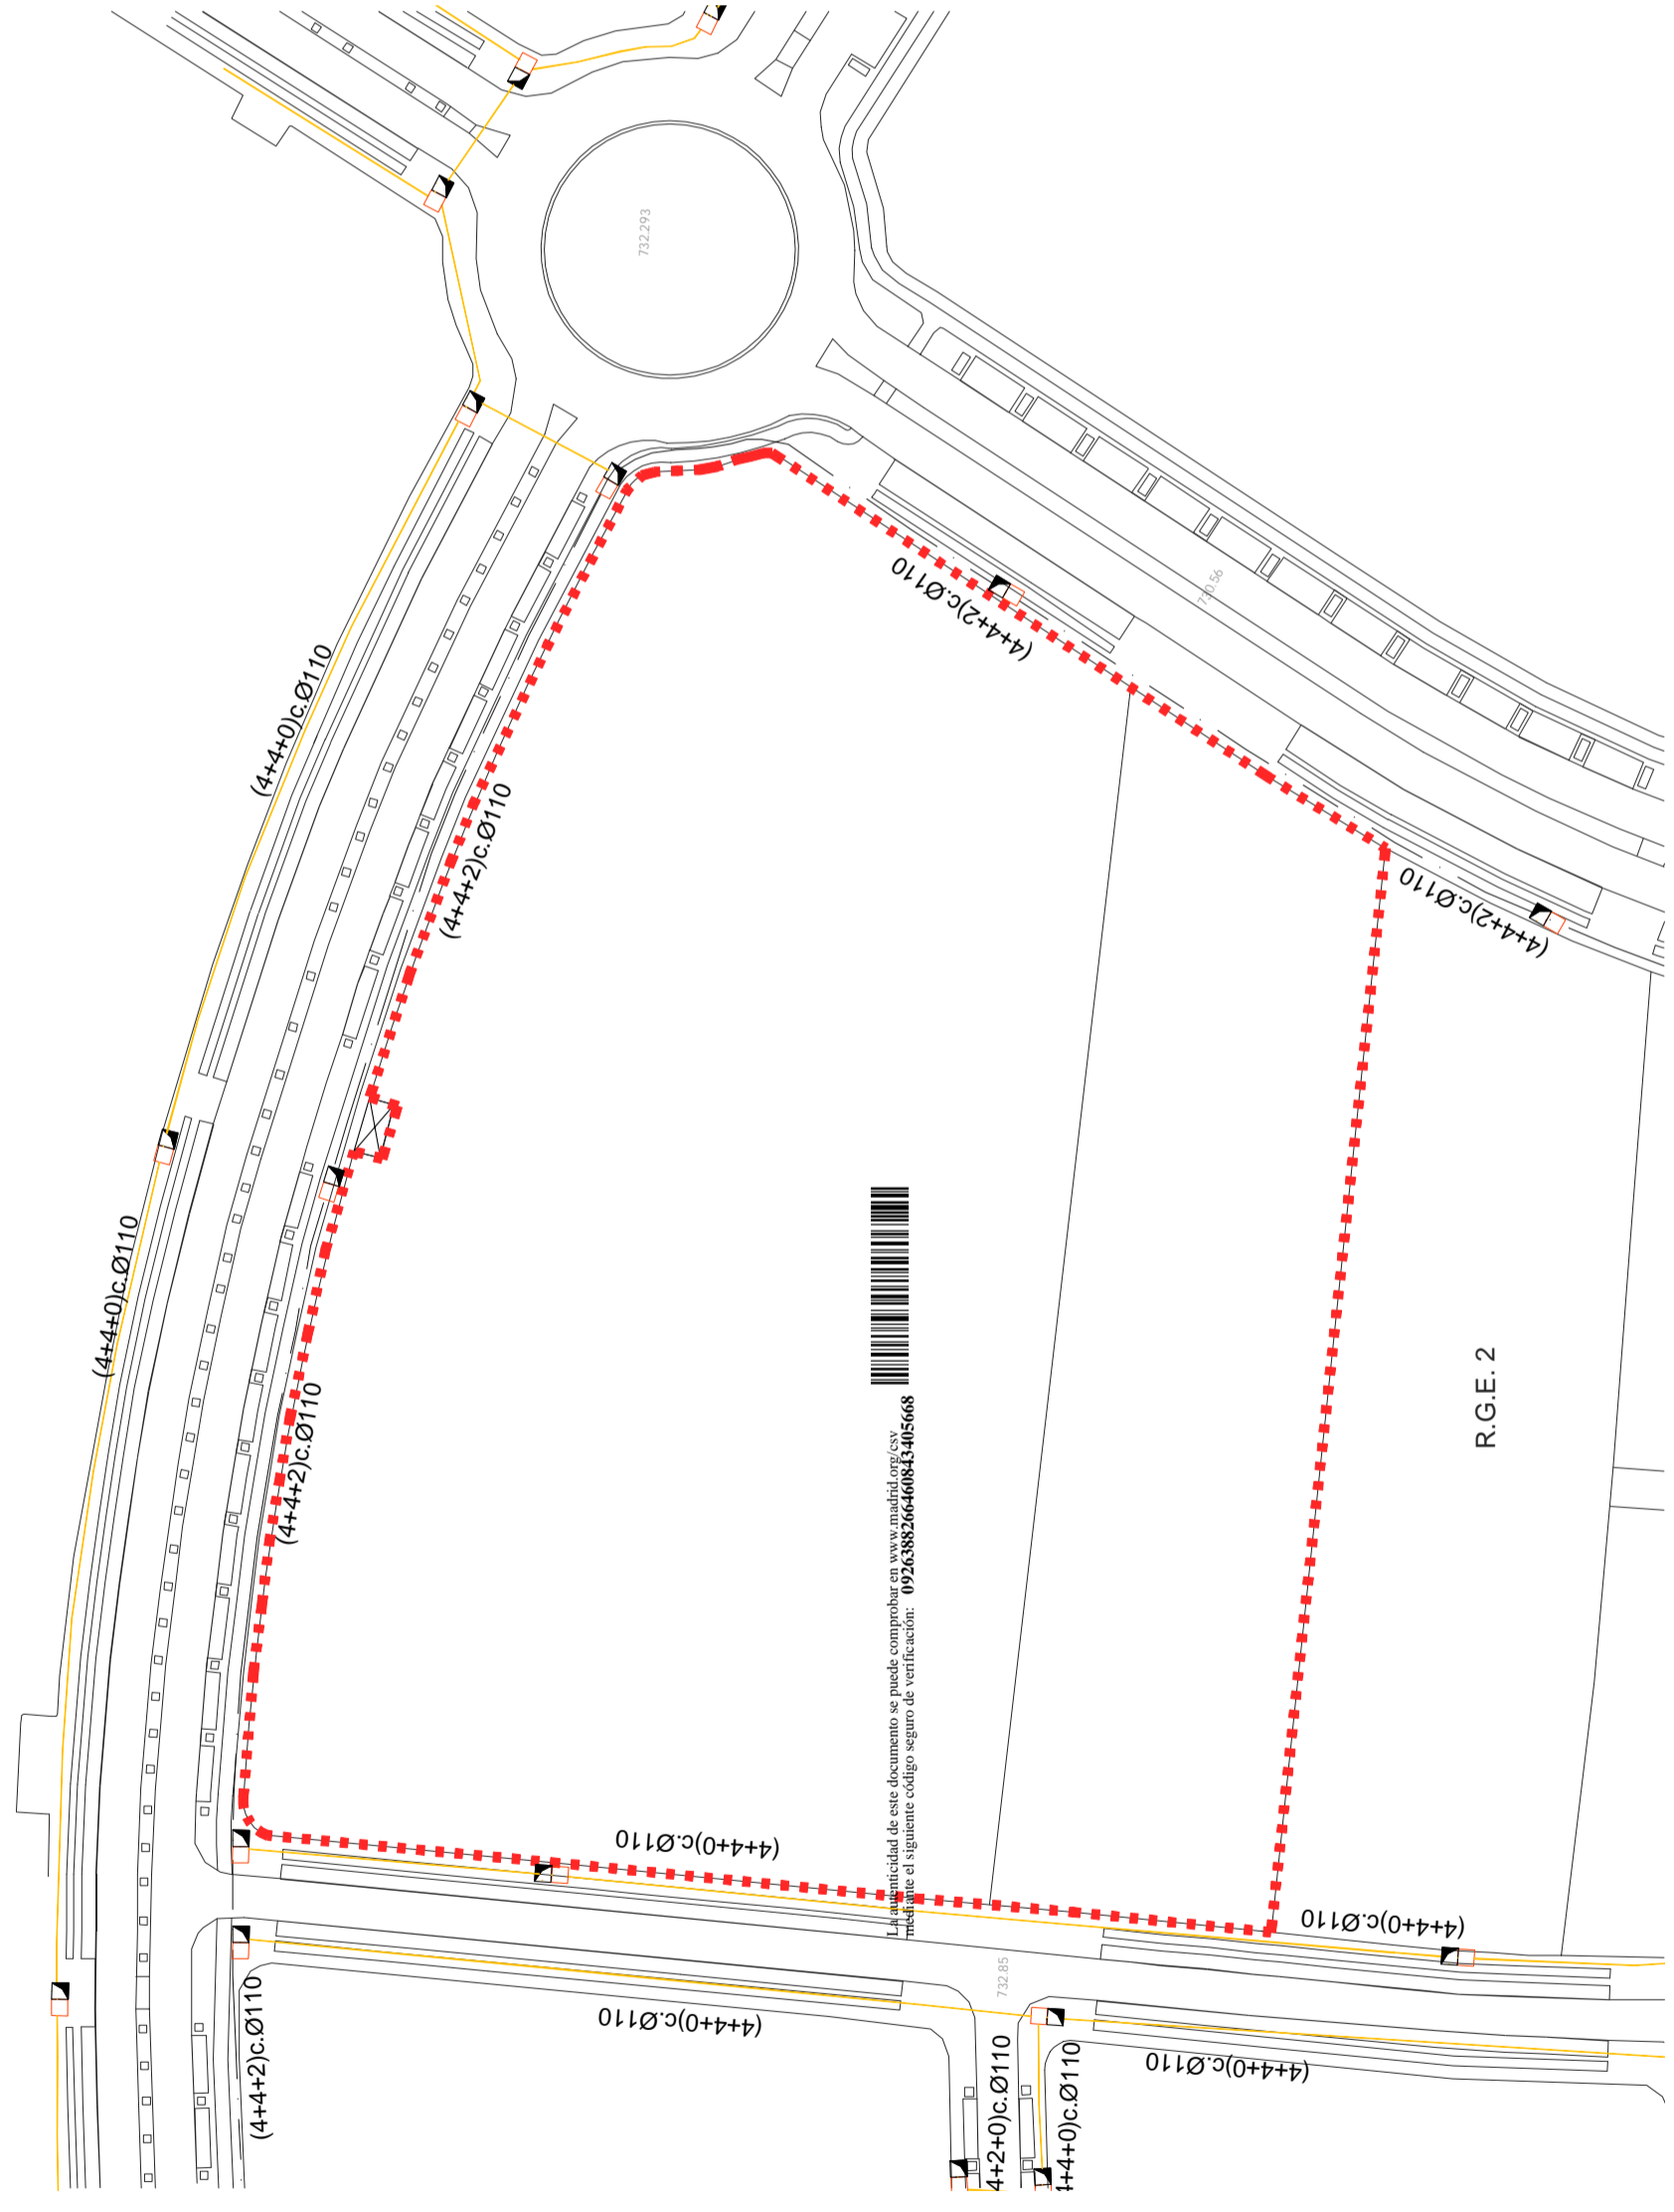 732.293
730.56
(4+4+2)c.Ø110
(4+4+0)c.Ø110
(4+4+2)c.Ø110
(4+4+2)c.Ø110
(4+4+0)c.Ø110
(4+4+2)c.Ø110
R.G.E. 2
La autenticidad de este documento se puede comprobar en www.madrid.org/csv
mediante el siguiente código seguro de verificación: 0926388266460843405668
(4+4+0)c.Ø110
(4+4+0)c.Ø110
732.85
(4+4+0)c.Ø110
(4+4+2)c.Ø110
4+2+0)c.Ø110
4+4+0)c.Ø110
(4+4+0)c.Ø110